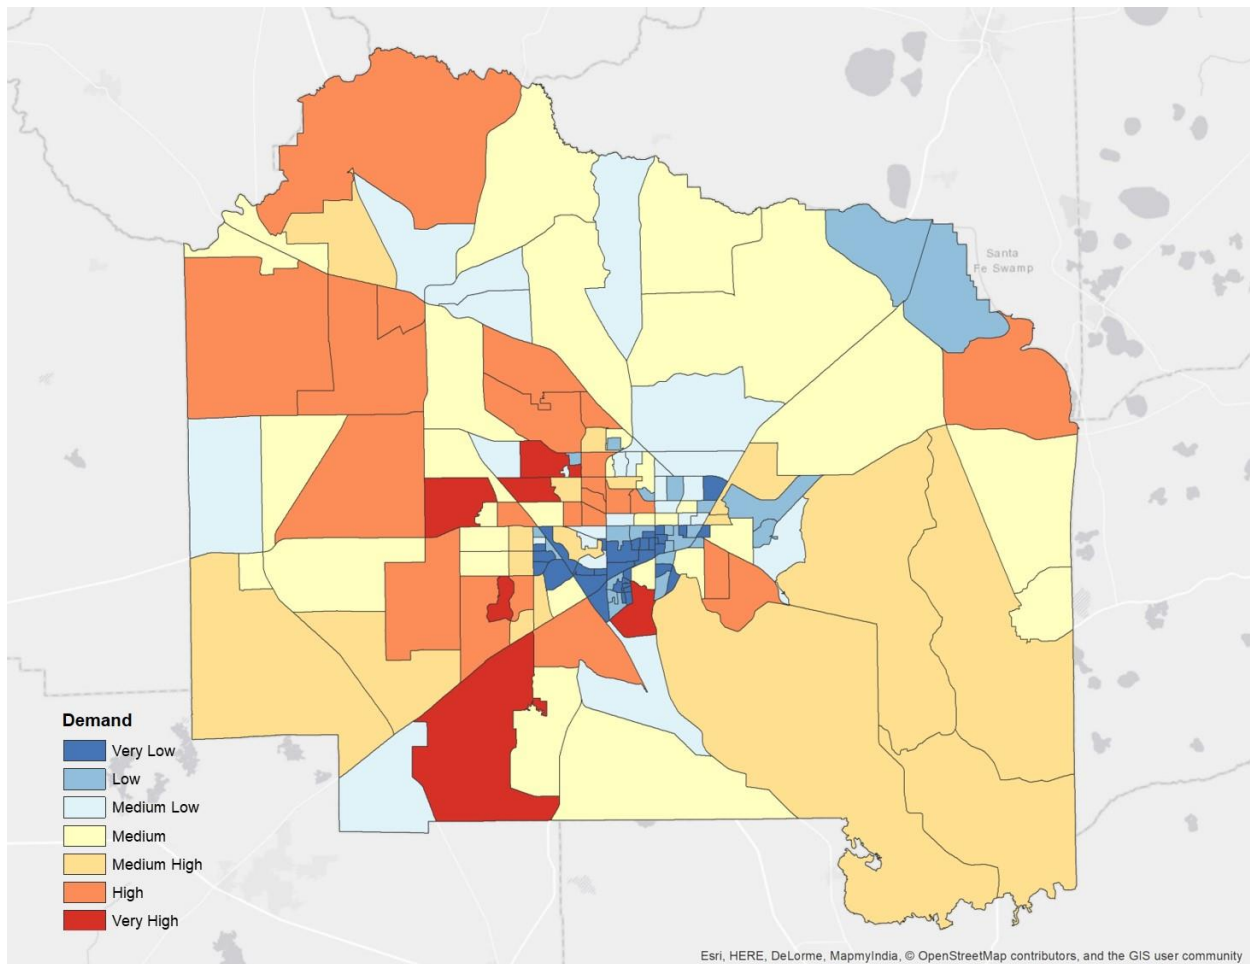 Santa
Fe Swamp
Demand
Very Low
Low
Medium Low
Medium
Medium High
High
Very High
Esri, HERE, DeLorme, MapmyIndia, © OpenStreetMap contributors, and the GIS user community